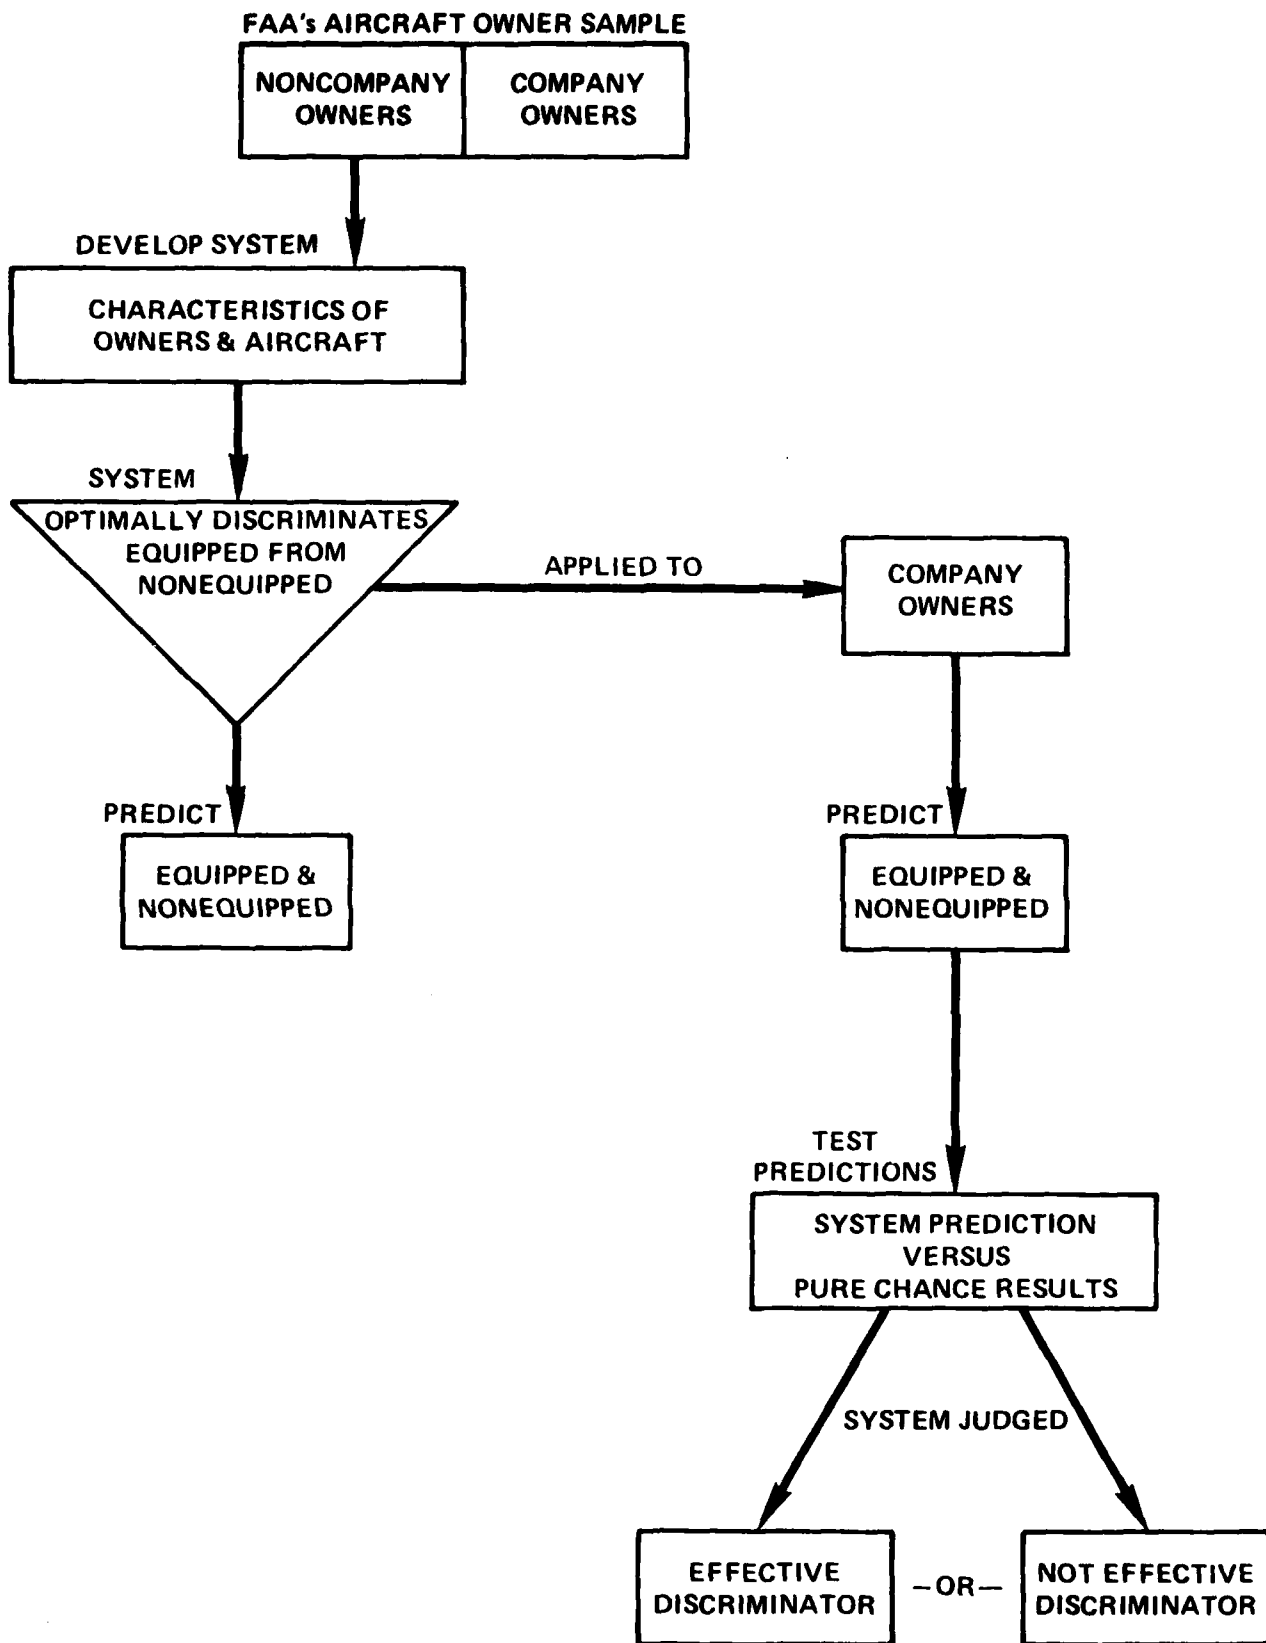 FAA's AIRCRAFT OWNER SAMPLE
NONCOMPANY
OWNERS
COMPANY
OWNERS
DEVELOP SYSTEM
CHARACTERISTICS OF
OWNERS & AIRCRAFT
SYSTEM
OPTIMALLY DISCRIMINATES
EQUIPPED FROM
NONEQUIPPED
APPLIED TO
COMPANY
OWNERS
PREDICT
EQUIPPED &
NONEQUIPPED
PREDICT
EQUIPPED &
NONEQUIPPED
TEST
PREDICTIONS
SYSTEM PREDICTION
VERSUS
PURE CHANCE RESULTS
SYSTEM JUDGED
EFFECTIVE
DISCRIMINATOR
—OR—
NOT EFFECTIVE
DISCRIMINATOR